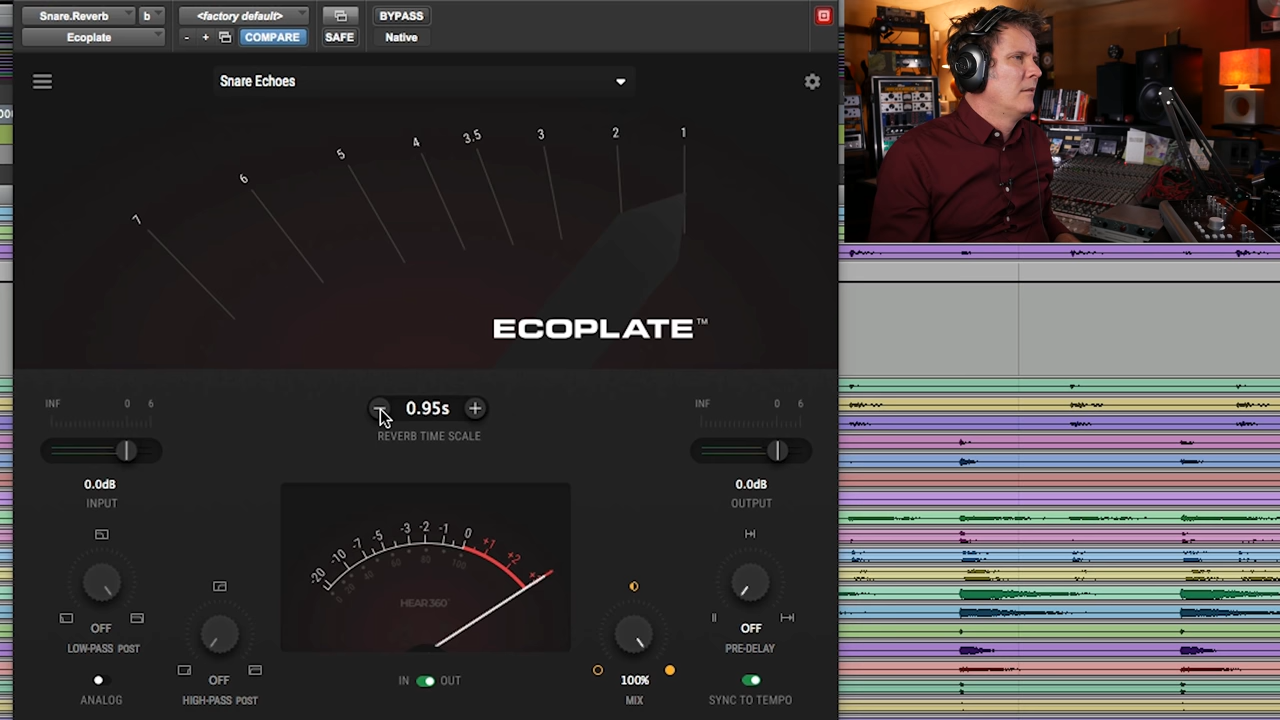 Snare.Reverb b <factory default> BYPASS
Ecoplate - + COMPARE SAFE Native
Snare Echoes
7 6 5 4 3.5 3 2 1
ECOPLATE™
INF 0 6
0.95s
INF 0 6
REVERB TIME SCALE
0.0dB
INPUT
0.0dB
OUTPUT
-20 -10 -7 -5 -3 -2 -1 0 +1 +2
HEAR360
OFF
LOW-PASS POST
OFF
PRE-DELAY
OFF
HIGH-PASS POST
IN OUT
100%
MIX
ANALOG
SYNC TO TEMPO